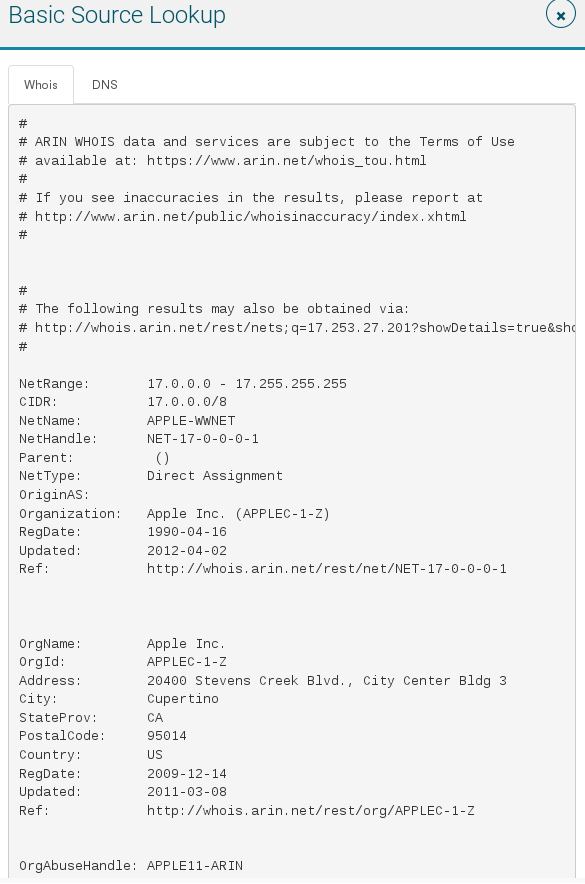 Basic Source Lookup
Whois
DNS
#
# ARIN WHOIS data and services are subject to the Terms of Use
# available at: https://www.arin.net/whois_tou.html
#
# If you see inaccuracies in the results, please report at
# http://www.arin.net/public/whoisinaccuracy/index.xhtml
#
#
# The following results may also be obtained via:
# http://whois.arin.net/rest/nets;q=17.253.27.201?showDetails=true&sho
#
NetRange: 17.0.0.0 - 17.255.255.255
CIDR: 17.0.0.0/8
NetName: APPLE-WWNET
NetHandle: NET-17-0-0-0-1
Parent: ()
NetType: Direct Assignment
OriginAS:
Organization: Apple Inc. (APPLEC-1-Z)
RegDate: 1990-04-16
Updated: 2012-04-02
Ref: http://whois.arin.net/rest/net/NET-17-0-0-0-1
OrgName: Apple Inc.
OrgId: APPLEC-1-Z
Address: 20400 Stevens Creek Blvd., City Center Bldg 3
City: Cupertino
StateProv: CA
PostalCode: 95014
Country: US
RegDate: 2009-12-14
Updated: 2011-03-08
Ref: http://whois.arin.net/rest/org/APPLEC-1-Z
OrgAbuseHandle: APPLE11-ARIN